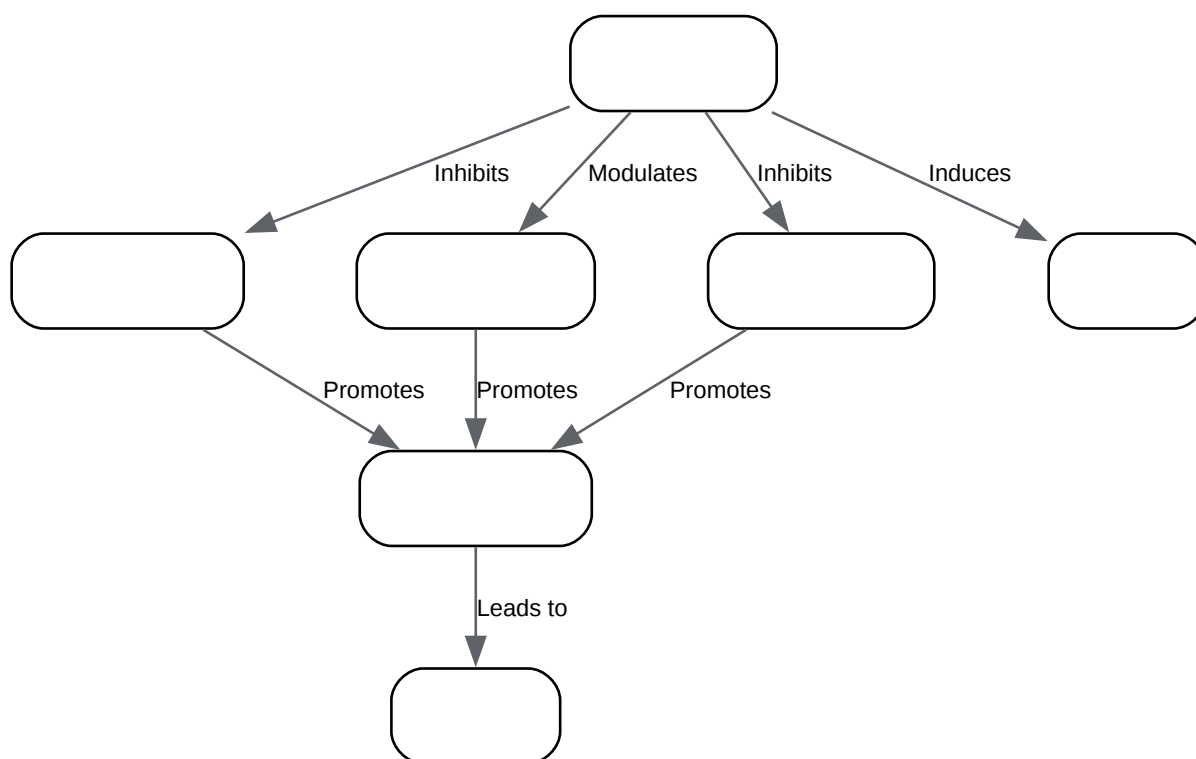 Inhibits
Modulates
Inhibits
Induces
Promotes
Promotes
Promotes
Leads to